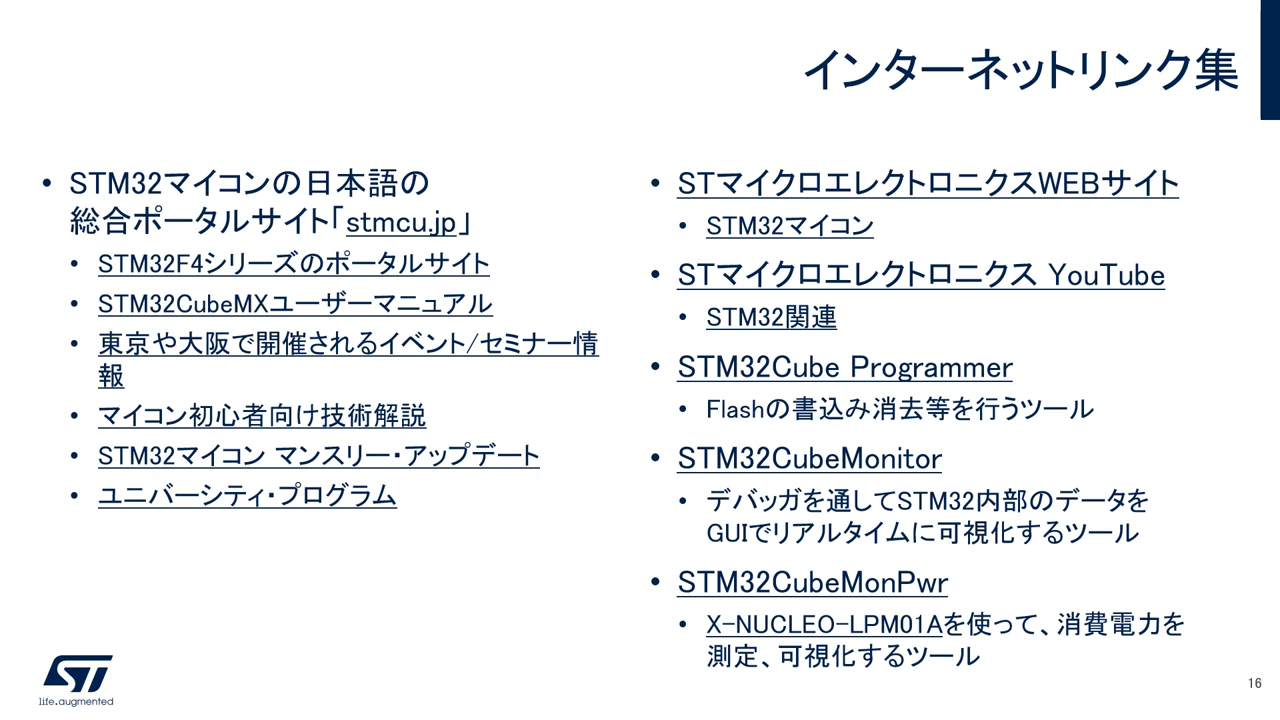 インターネットリンク集
• STM32マイコンの日本語の
総合ポータルサイト「stmcu.jp」
• STM32F4シリーズのポータルサイト
• STM32CubeMXユーザーマニュアル
• 東京や大阪で開催されるイベント/セミナー情
報
• マイコン初心者向け技術解説
• STM32マイコン マンスリー・アップデート
• ユニバーシティ・プログラム
• STマイクロエレクトロニクスWEBサイト
• STM32マイコン
• STマイクロエレクトロニクス YouTube
• STM32関連
• STM32Cube Programmer
• Flashの書込み消去等を行うツール
• STM32CubeMonitor
• デバッガを通してSTM32内部のデータを
GUIでリアルタイムに可視化するツール
• STM32CubeMonPwr
• X-NUCLEO-LPM01Aを使って、消費電力を
測定、可視化するツール
ST
life.augmented
16